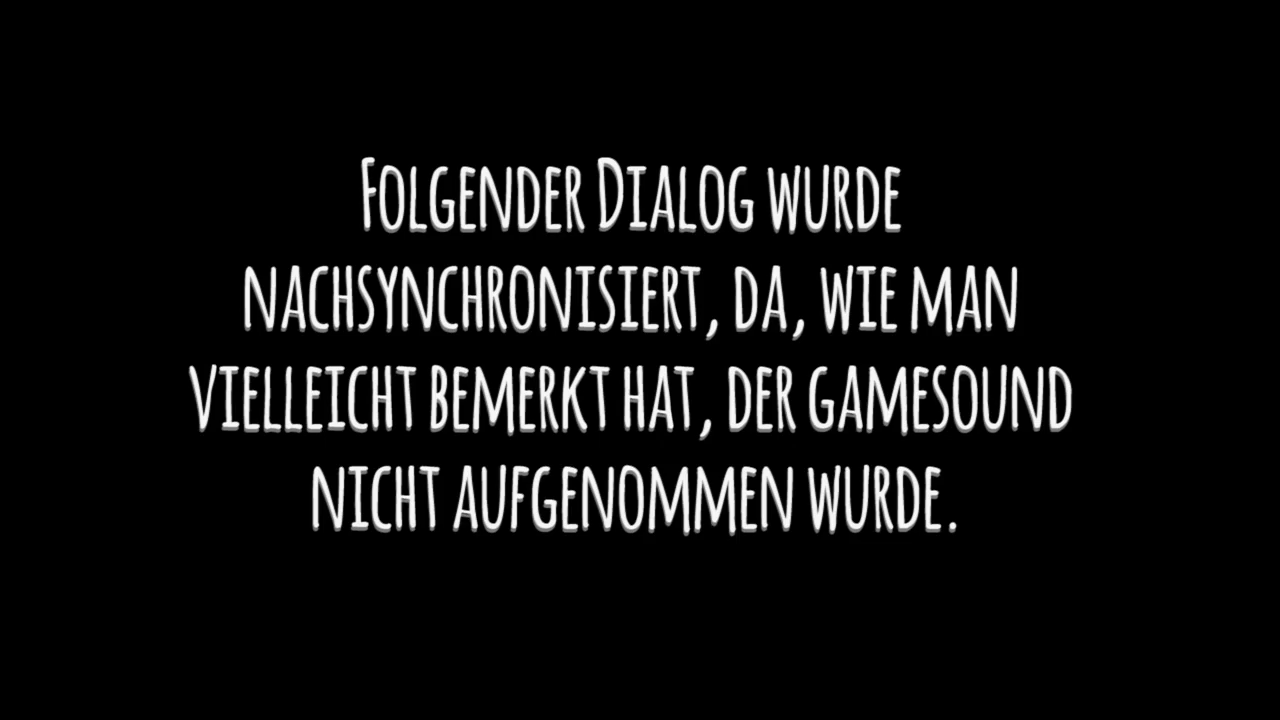 Folgender Dialog wurde
nachsynchronisiert, da, wie man
vielleicht bemerkt hat, der gamesound
nicht aufgenommen wurde.